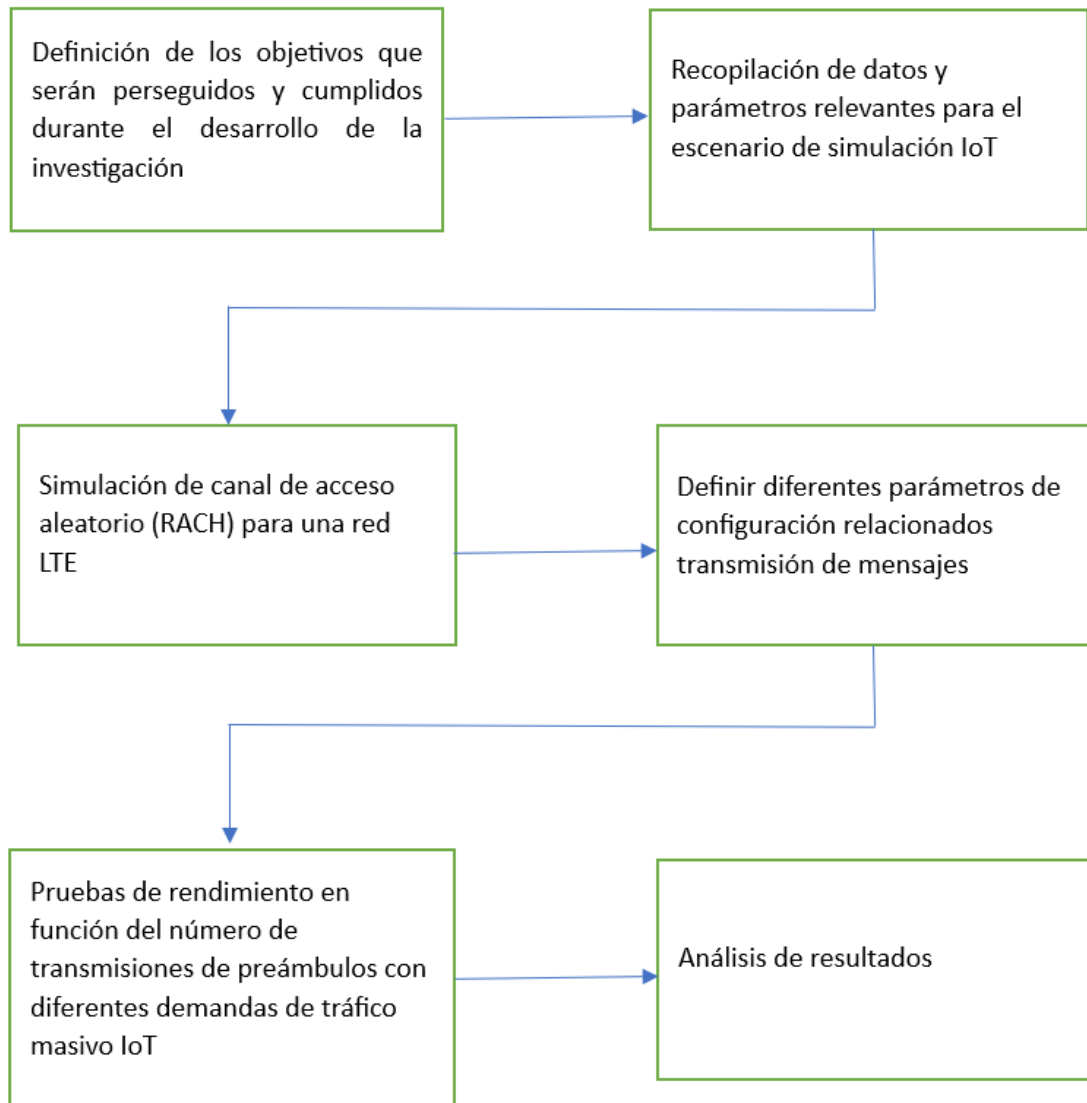 Definición de los objetivos que
serán perseguidos y cumplidos
durante el desarrollo de la
investigación
Recopilación de datos y
parámetros relevantes para el
escenario de simulación IoT
Simulación de canal de acceso
aleatorio (RACH) para una red
LTE
Definir diferentes parámetros de
configuración relacionados
transmisión de mensajes
Pruebas de rendimiento en
función del número de
transmisiones de preámbulos con
diferentes demandas de tráfico
masivo IoT
Análisis de resultados